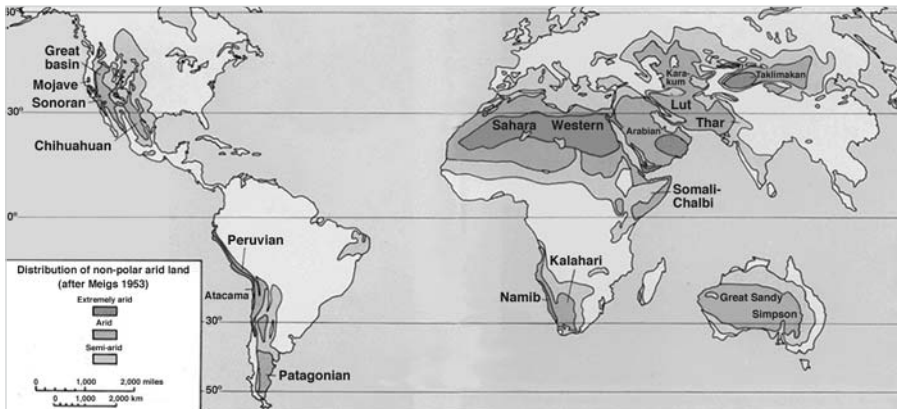 60°
Great
basin
Mojave
Sonoran
30°
Chihuahuan
Kara-
kum
Taklimakan
Lut
Thar
Sahara
Western
Arabian
Somali-
Chalbi
0°
Peruvian
Atacama
Kalahari
Namib
Great Sandy
Simpson
30°
Patagonian
50°
Distribution of non-polar arid land
(after Meigs 1953)
Extremely arid
Arid
Semi-arid
0 1,000 2,000 miles
0 1,000 2,000 km